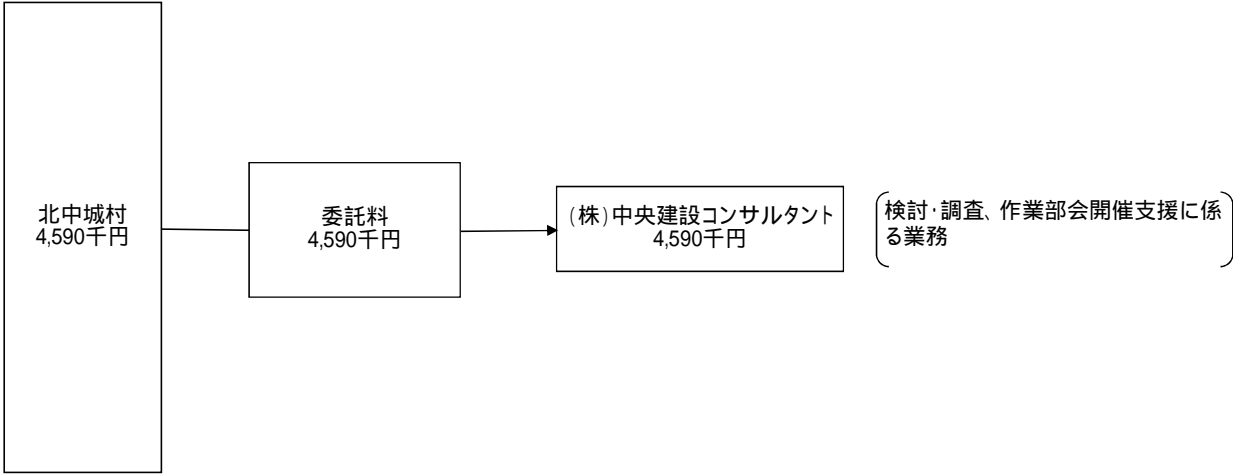 北中城村
4,590千円
委託料
4,590千円
(株)中央建設コンサルタント
4,590千円
検討・調査、作業部会開催支援に係
る業務